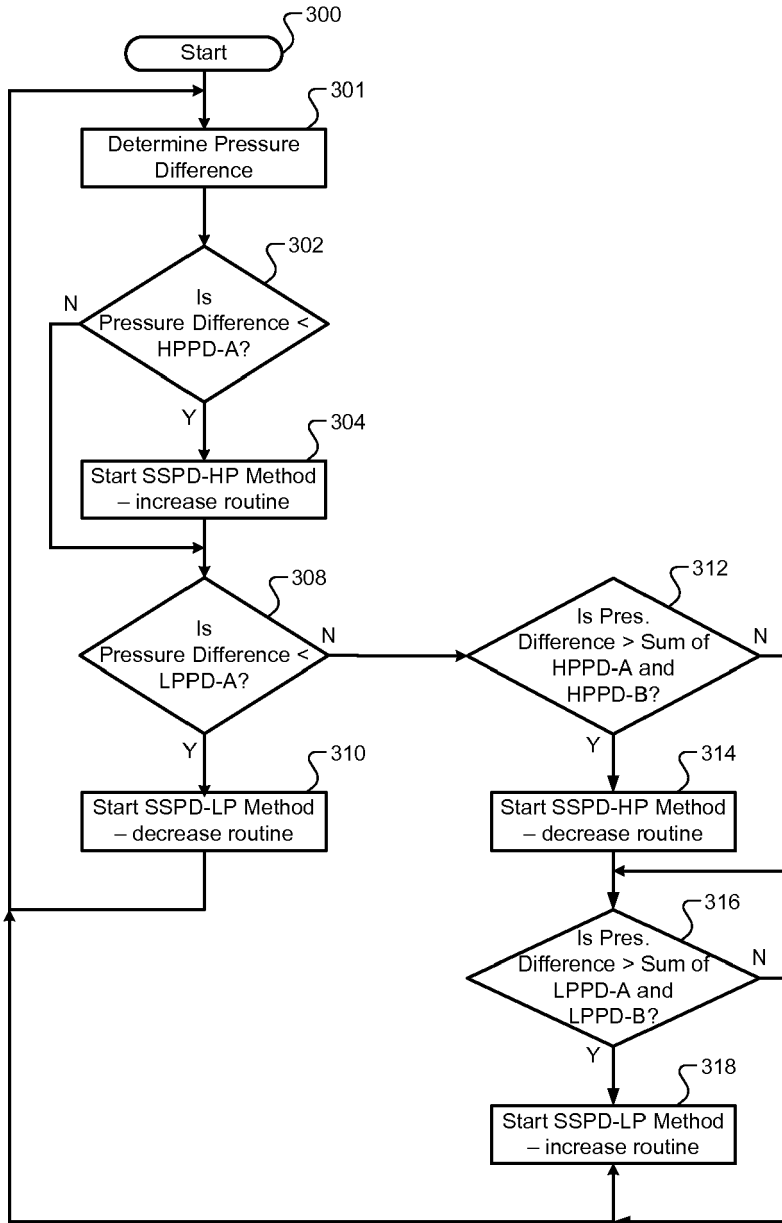 300
Start
301
Determine Pressure
Difference
302
N
Is
Pressure Difference <
HPPD-A?
Y
304
Start SSPD-HP Method
– increase routine
308
Is
Pressure Difference <
LPPD-A?
N
Y
312
Is Pres.
Difference > Sum of
HPPD-A and
HPPD-B?
N
Y
310
Start SSPD-LP Method
– decrease routine
314
Start SSPD-HP Method
– decrease routine
316
Is Pres.
Difference > Sum of
LPPD-A and
LPPD-B?
N
Y
318
Start SSPD-LP Method
– increase routine